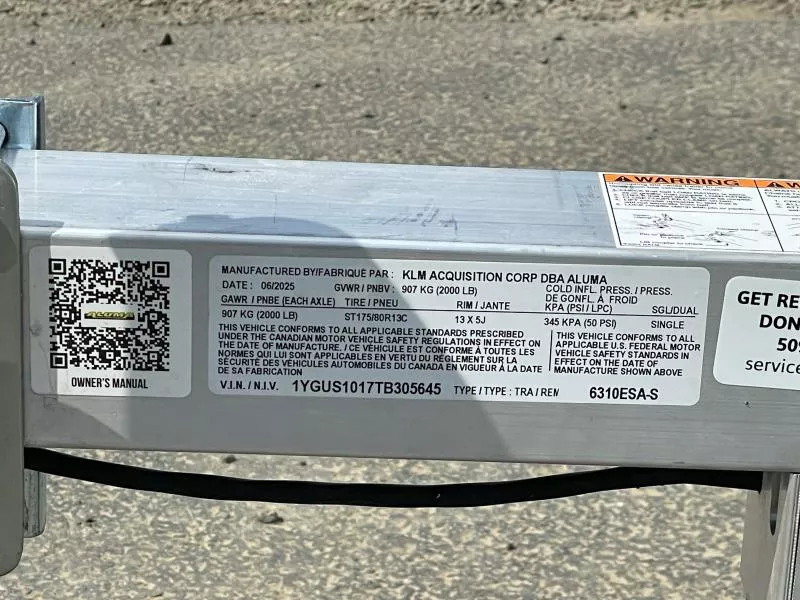 WARNING
ALUMA
OWNER'S MANUAL
MANUFACTURED BY/FABRIQUÉ PAR : KLM ACQUISITION CORP DBA ALUMA
DATE : 06/2025 GVWR / PNBV : 907 KG (2000 LB) COLD INFL. PRESS. / PRESS. DE GONFL. À FROID
GAWR / PNBE (EACH AXLE) TIRE / PNEU RIM / JANTE KPA (PSI / LPC) SGL/DUAL
907 KG (2000 LB) ST175/80R13C 13 X 5J 345 KPA (50 PSI) SINGLE
THIS VEHICLE CONFORMS TO ALL APPLICABLE STANDARDS PRESCRIBED
UNDER THE CANADIAN MOTOR VEHICLE SAFETY REGULATIONS IN EFFECT ON
THE DATE OF MANUFACTURE. / CE VÉHICULE EST CONFORME À TOUTES LES
NORMES QUI LUI SONT APPLICABLES EN VERTU DU RÈGLEMENT SUR LA
SÉCURITÉ DES VÉHICULES AUTOMOBILES DU CANADA EN VIGUEUR À LA DATE
DE SA FABRICATION
THIS VEHICLE CONFORMS TO ALL
APPLICABLE U.S. FEDERAL MOTOR
VEHICLE SAFETY STANDARDS IN
EFFECT ON THE DATE OF
MANUFACTURE SHOWN ABOVE
V.I.N. / N.I.V. 1YGUS1017TB305645 TYPE / TYPE : TRA / REM 6310ESA-S
GET RE
DON
509
service